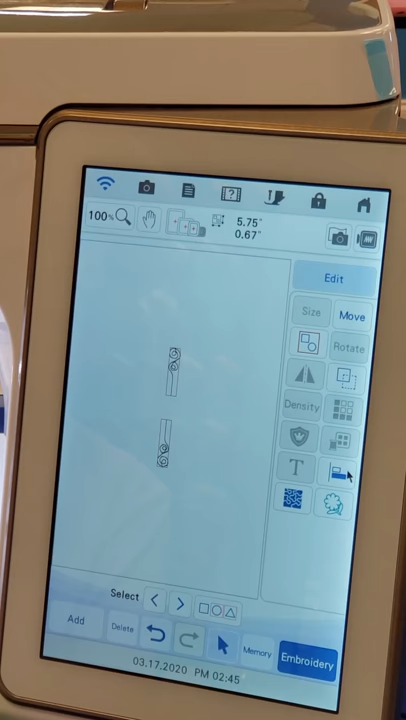 100%
5.75"
0.67"
Edit
Size Move
Rotate
Density
T
Select
Add Delete Memory Embroidery
03.17.2020 PM 02:45